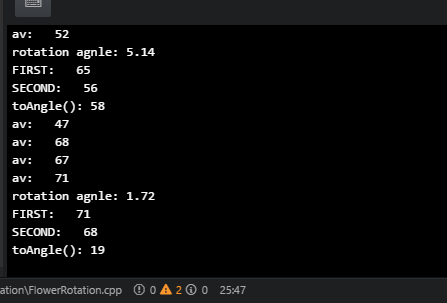 av:   52
rotation agnle: 5.14
FIRST:   65
SECOND:   56
toAngle(): 58
av:   47
av:   68
av:   67
av:   71
rotation agnle: 1.72
FIRST:   71
SECOND:   68
toAngle(): 19
ation\FlowerRotation.cpp 0 2 0 25:47